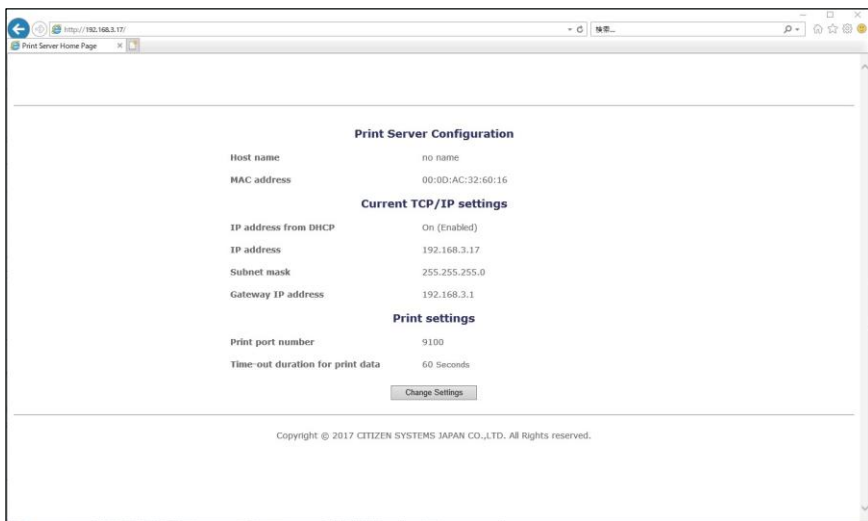 http://192.168.3.17/
検索...
Print Server Home Page
Print Server Configuration
Host name no name
MAC address 00:0D:AC:32:60:16
Current TCP/IP settings
IP address from DHCP On (Enabled)
IP address 192.168.3.17
Subnet mask 255.255.255.0
Gateway IP address 192.168.3.1
Print settings
Print port number 9100
Time-out duration for print data 60 Seconds
Change Settings
Copyright © 2017 CITIZEN SYSTEMS JAPAN CO.,LTD. All Rights reserved.